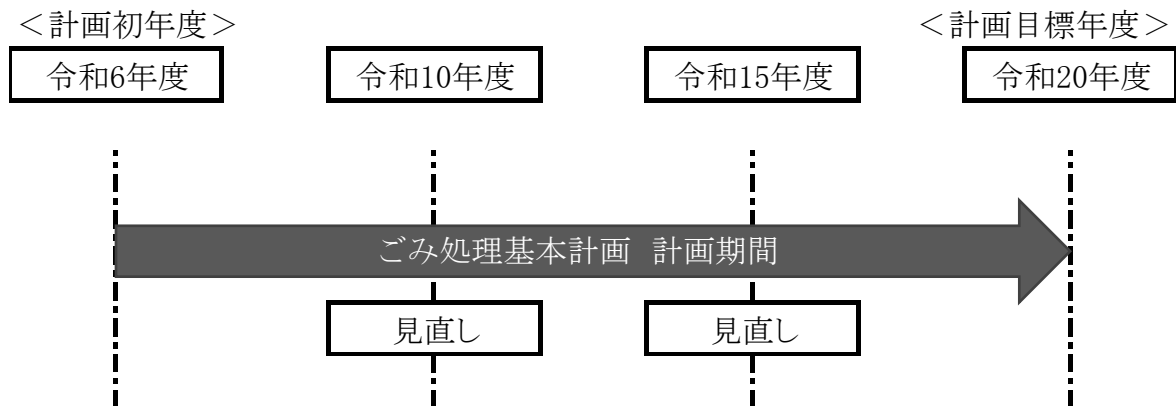 ＜計画初年度＞
＜計画目標年度＞
令和6年度
令和10年度
令和15年度
令和20年度
ごみ処理基本計画 計画期間
見直し
見直し